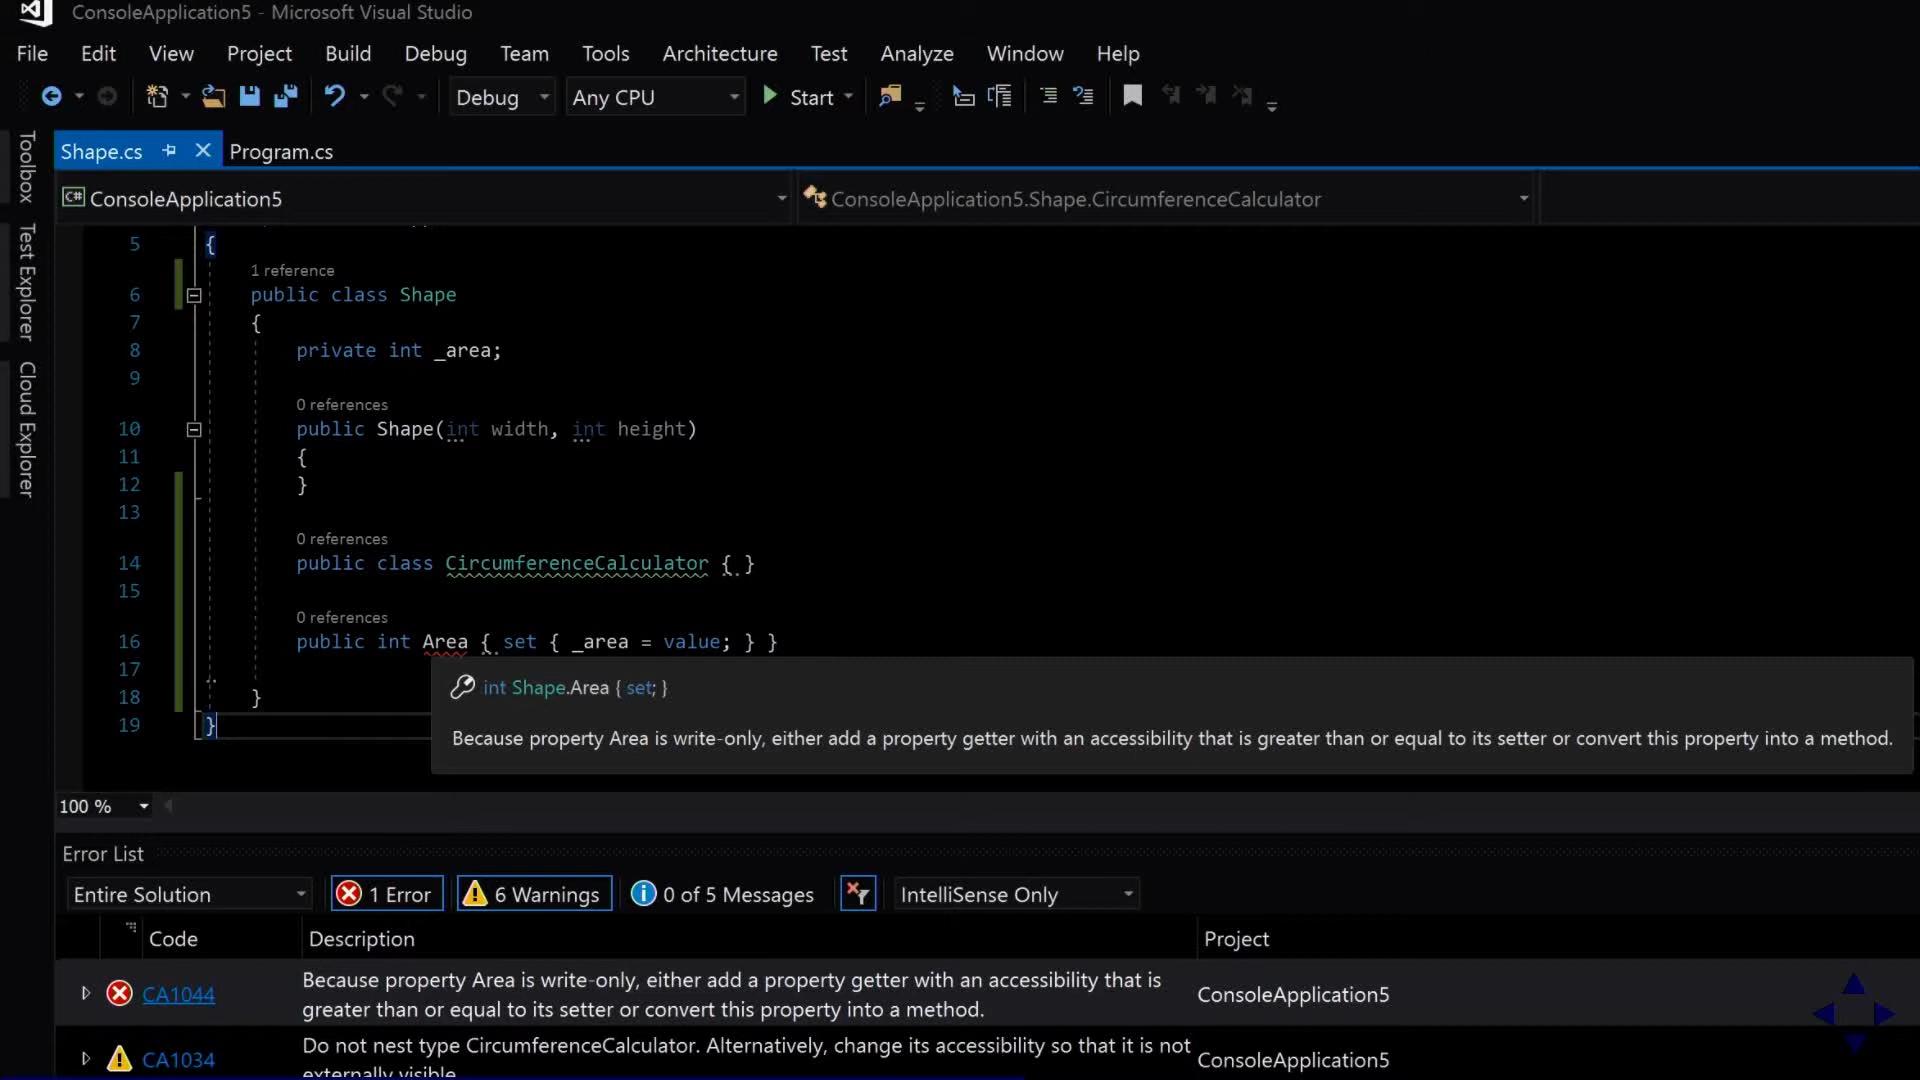 ConsoleApplication5 - Microsoft Visual Studio
File Edit View Project Build Debug Team Tools Architecture Test Analyze Window Help
Debug Any CPU Start
Toolbox
Test Explorer
Cloud Explorer
Shape.cs Program.cs
C# ConsoleApplication5 ConsoleApplication5.Shape.CircumferenceCalculator
5 {
1 reference
6 public class Shape
7 {
8 private int _area;
9
0 references
10 public Shape(int width, int height)
11 {
12 }
13
0 references
14 public class CircumferenceCalculator { }
15
0 references
16 public int Area { set { _area = value; } }
17
int Shape.Area { set; }
18 }
19 }
Because property Area is write-only, either add a property getter with an accessibility that is greater than or equal to its setter or convert this property into a method.
100 %
Error List
Entire Solution 1 Error 6 Warnings 0 of 5 Messages IntelliSense Only
Code Description Project
CA1044 Because property Area is write-only, either add a property getter with an accessibility that is
greater than or equal to its setter or convert this property into a method. ConsoleApplication5
CA1034 Do not nest type CircumferenceCalculator. Alternatively, change its accessibility so that it is not
externally visible. ConsoleApplication5